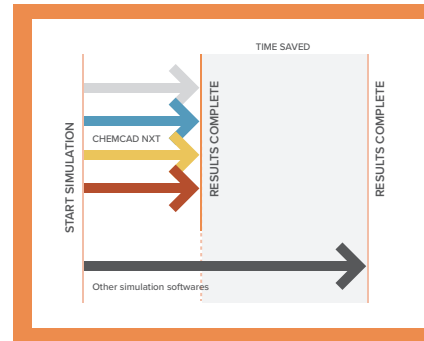 TIME SAVED
START SIMULATION
CHEMCAD NXT
RESULTS COMPLETE
RESULTS COMPLETE
Other simulation softwares